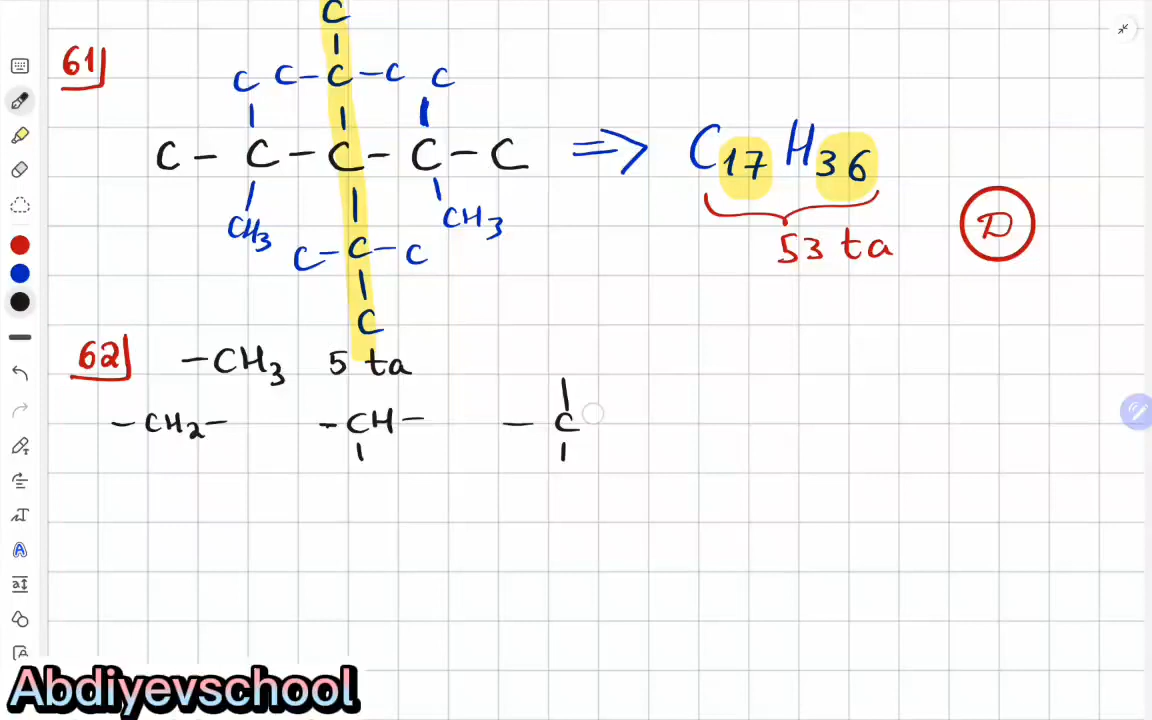 C
61) C C - C - C C
C - C - C - C - C => C17H36
CH3 CH3
53 ta D
C - C - C
C
62) -CH3 5 ta
-CH2- -CH- - C
Abdiyevschool